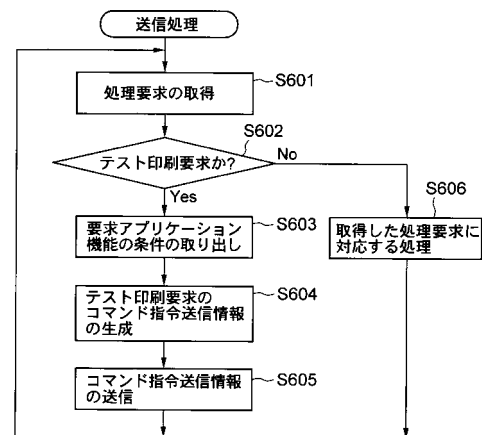 送信処理
処理要求の取得
S601
S602
テスト印刷要求か?
No
Yes
S606
要求アプリケーション
機能の条件の取り出し
S603
取得した処理要求に
対応する処理
テスト印刷要求の
コマンド指令送信情報
の生成
S604
コマンド指令送信情報
の送信
S605